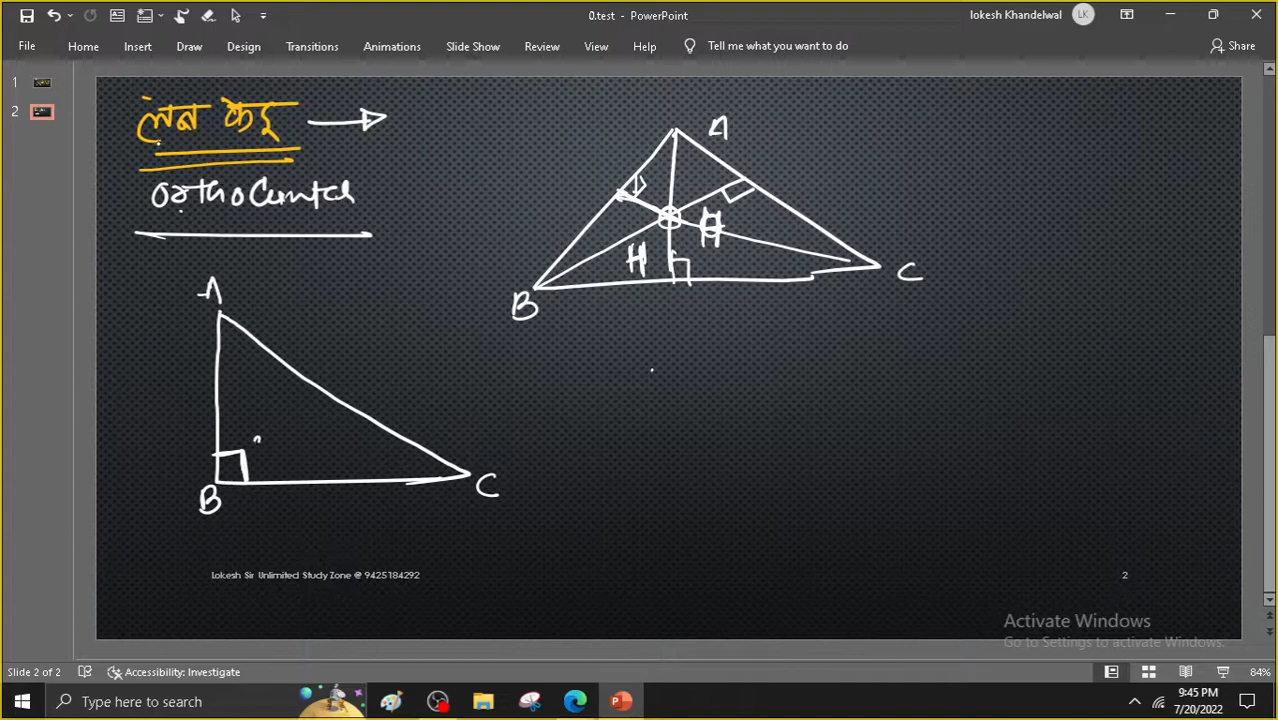 0.test - PowerPoint
lokesh Khandelwal
LK
File
Home
Insert
Draw
Design
Transitions
Animations
Slide Show
Review
View
Help
Tell me what you want to do
Share
1
2
लंब केंद्र
A
D
H
H
B
C
A
B
C
Lokesh Sir Unlimited Study Zone @ 9425184292
2
Activate Windows
Go to Settings to activate Windows.
Slide 2 of 2
Accessibility: Investigate
84%
Type here to search
9:45 PM
7/20/2022